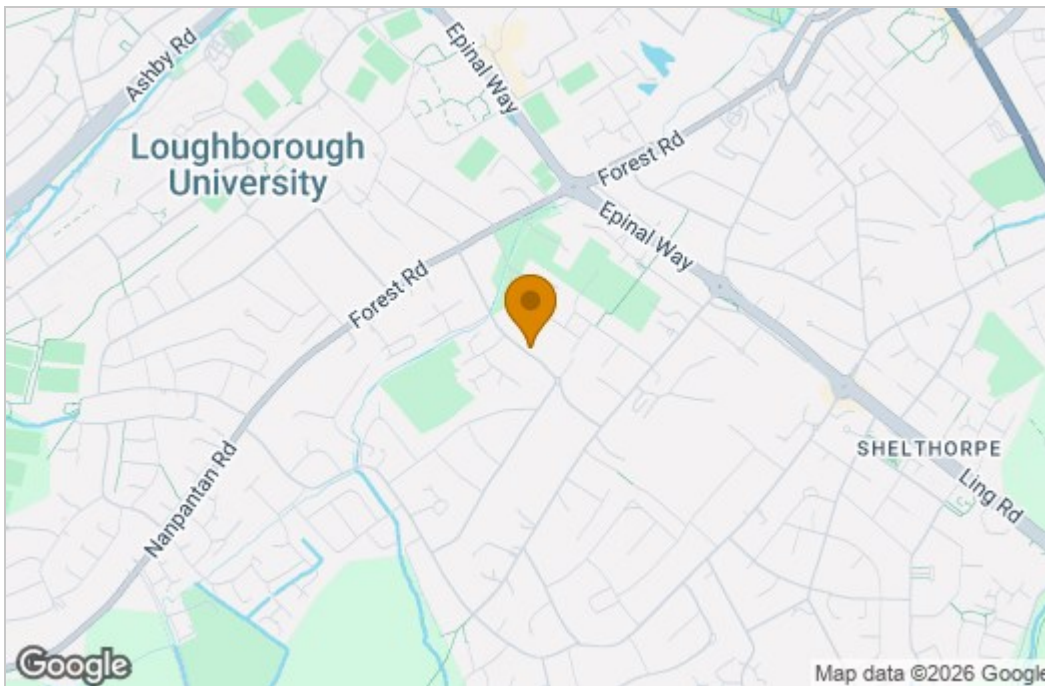 Ashby Rd
Epinal Way
Loughborough
University
Forest Rd
Epinal Way
Forest Rd
Nanpantan Rd
SHELTHORPE
Ling Rd
Google
Map data ©2026 Google